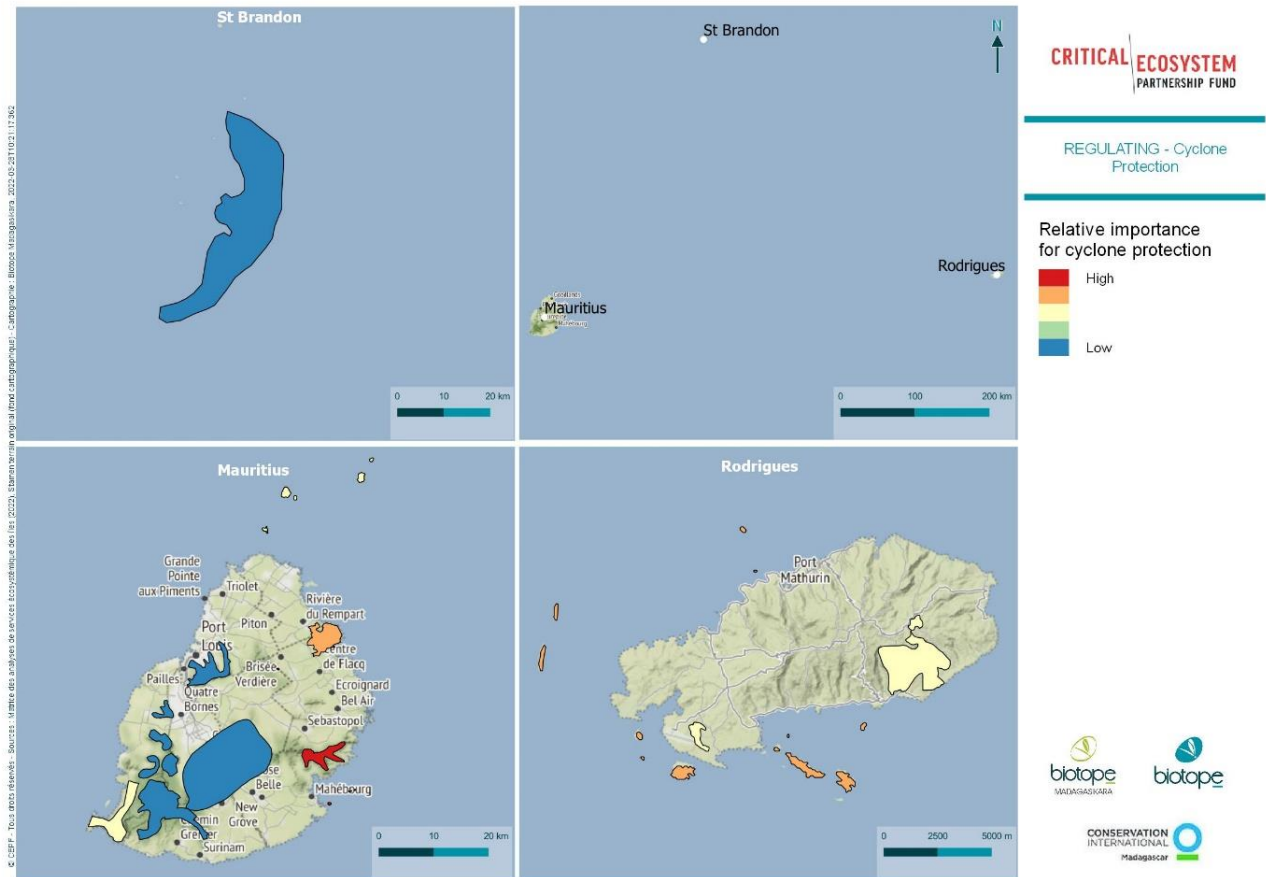 St Brandon
0 10 20 km
St Brandon
N
Rodrigues
Mauritius
0 100 200 km
CRITICAL ECOSYSTEM
PARTNERSHIP FUND
REGULATING - Cyclone
Protection
Relative importance
for cyclone protection
High
Low
Mauritius
Grande
Pointe
aux Piments
Triolet
Rivière
du Rempart
Piton
Port
Louis
Centre
de Flacq
Brisée
Verdière
Pailles
Quatre
Bornes
Ecroignard
Bel Air
Sebastopol
Belle
Mahébourg
New
Grove
Chemin
Grenier
Surinam
0 10 20 km
Rodrigues
Port
Mathurin
0 2500 5000 m
biotope
MADAGASKARA
biotope
CONSERVATION
INTERNATIONAL
Madagascar